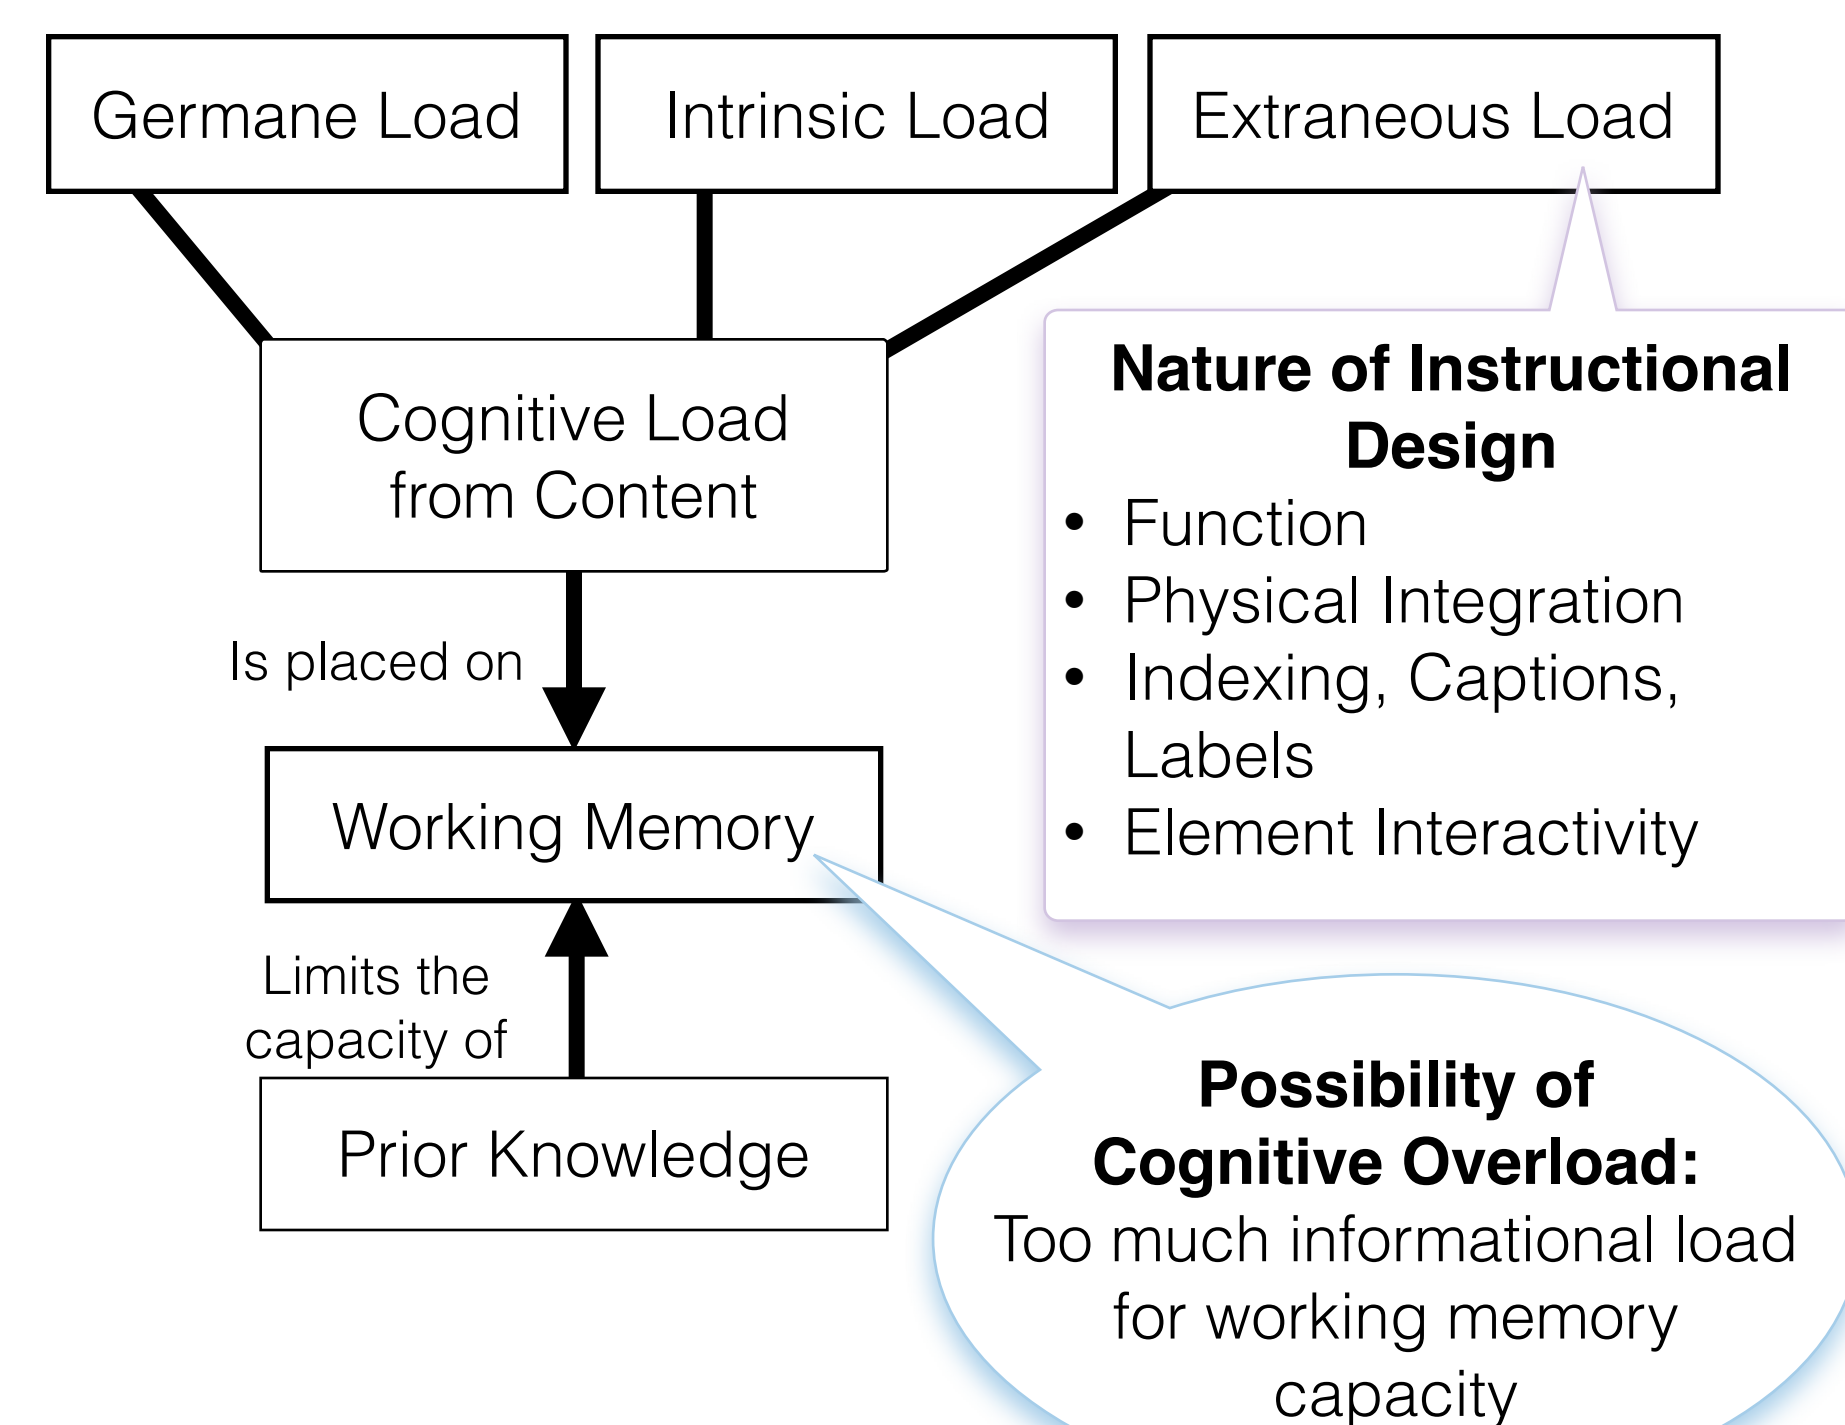 Germane Load
Intrinsic Load
Extraneous Load
Cognitive Load
from Content
Is placed on
Working Memory
Limits the
capacity of
Prior Knowledge
Nature of Instructional
Design
• Function
• Physical Integration
• Indexing, Captions,
Labels
• Element Interactivity
Possibility of
Cognitive Overload:
Too much informational load
for working memory
capacity